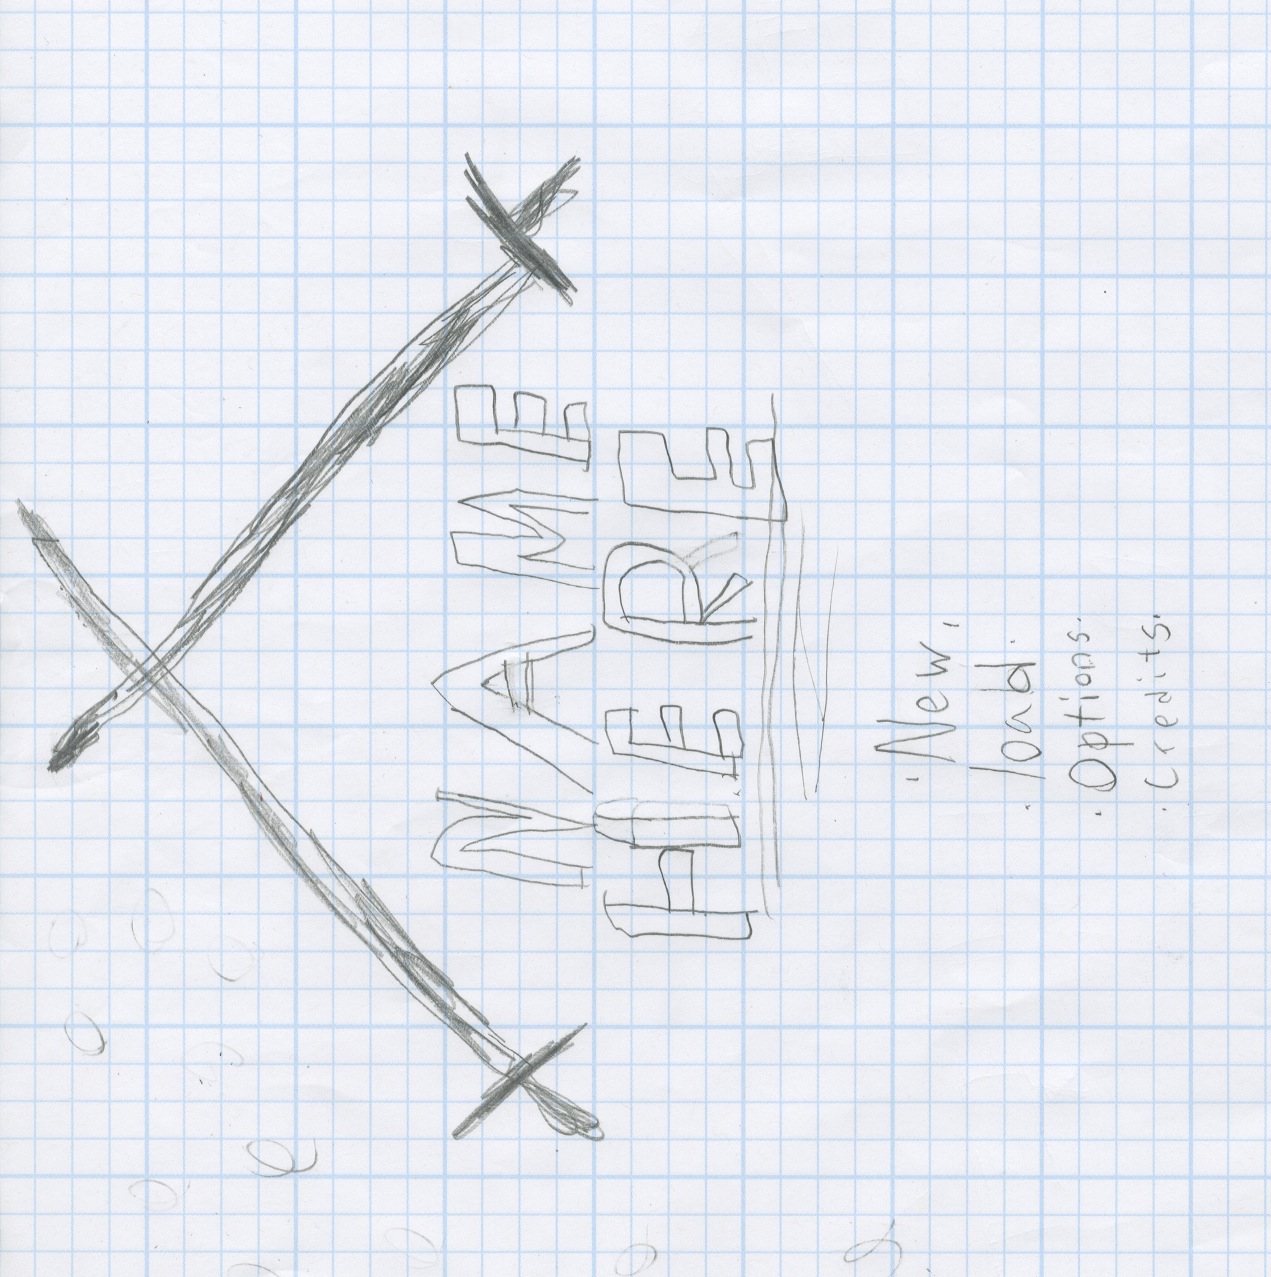 NAME
HERE
· New ·
· load ·
· Options ·
· Credits ·